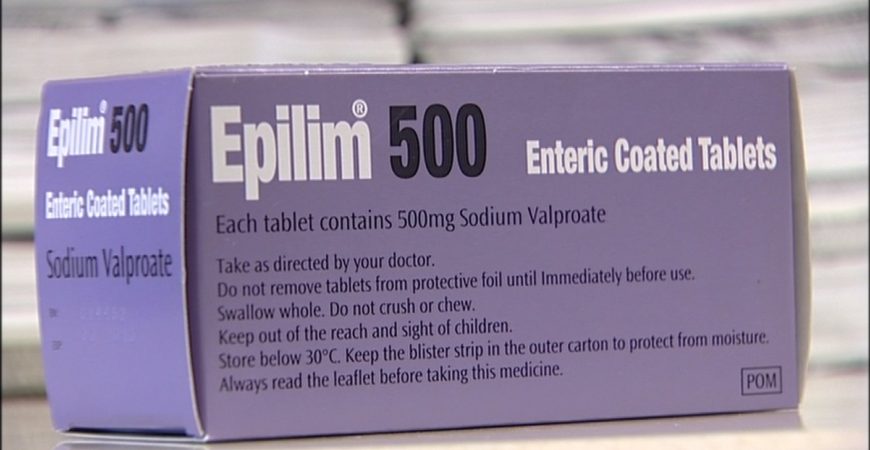 Epilim® 500
Enteric Coated Tablets
Sodium Valproate
Epilim® 500 Enteric Coated Tablets
Each tablet contains 500mg Sodium Valproate
Take as directed by your doctor.
Do not remove tablets from protective foil until Immediately before use.
Swallow whole. Do not crush or chew.
Keep out of the reach and sight of children.
Store below 30°C. Keep the blister strip in the outer carton to protect from moisture.
Always read the leaflet before taking this medicine.
POM